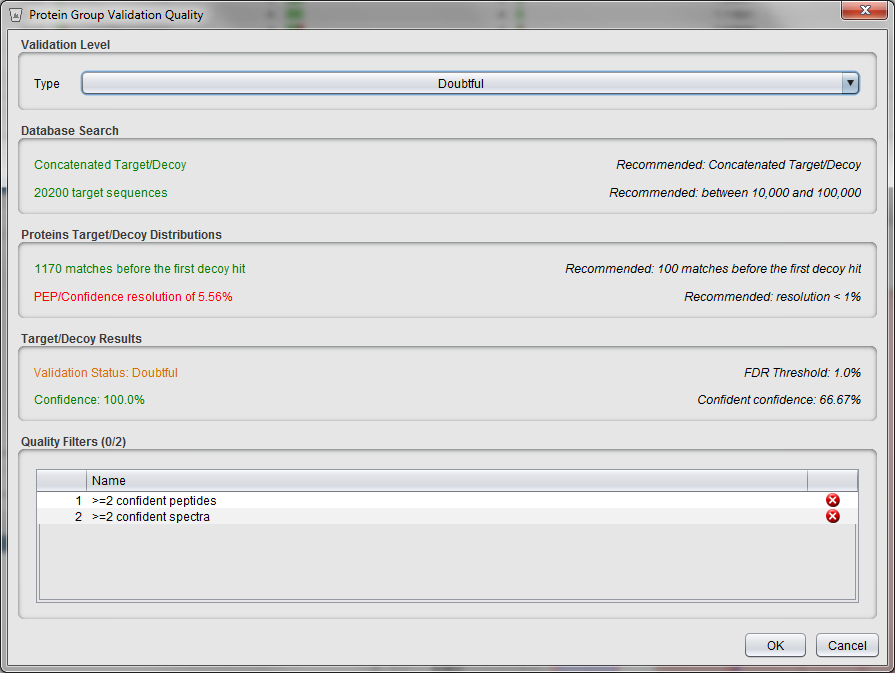 Protein Group Validation Quality
Validation Level
Type Doubtful
Database Search
Concatenated Target/Decoy Recommended: Concatenated Target/Decoy
20200 target sequences Recommended: between 10,000 and 100,000
Proteins Target/Decoy Distributions
1170 matches before the first decoy hit Recommended: 100 matches before the first decoy hit
PEP/Confidence resolution of 5.56% Recommended: resolution < 1%
Target/Decoy Results
Validation Status: Doubtful FDR Threshold: 1.0%
Confidence: 100.0% Confident confidence: 66.67%
Quality Filters (0/2)
Name
1 >=2 confident peptides
2 >=2 confident spectra
OK Cancel